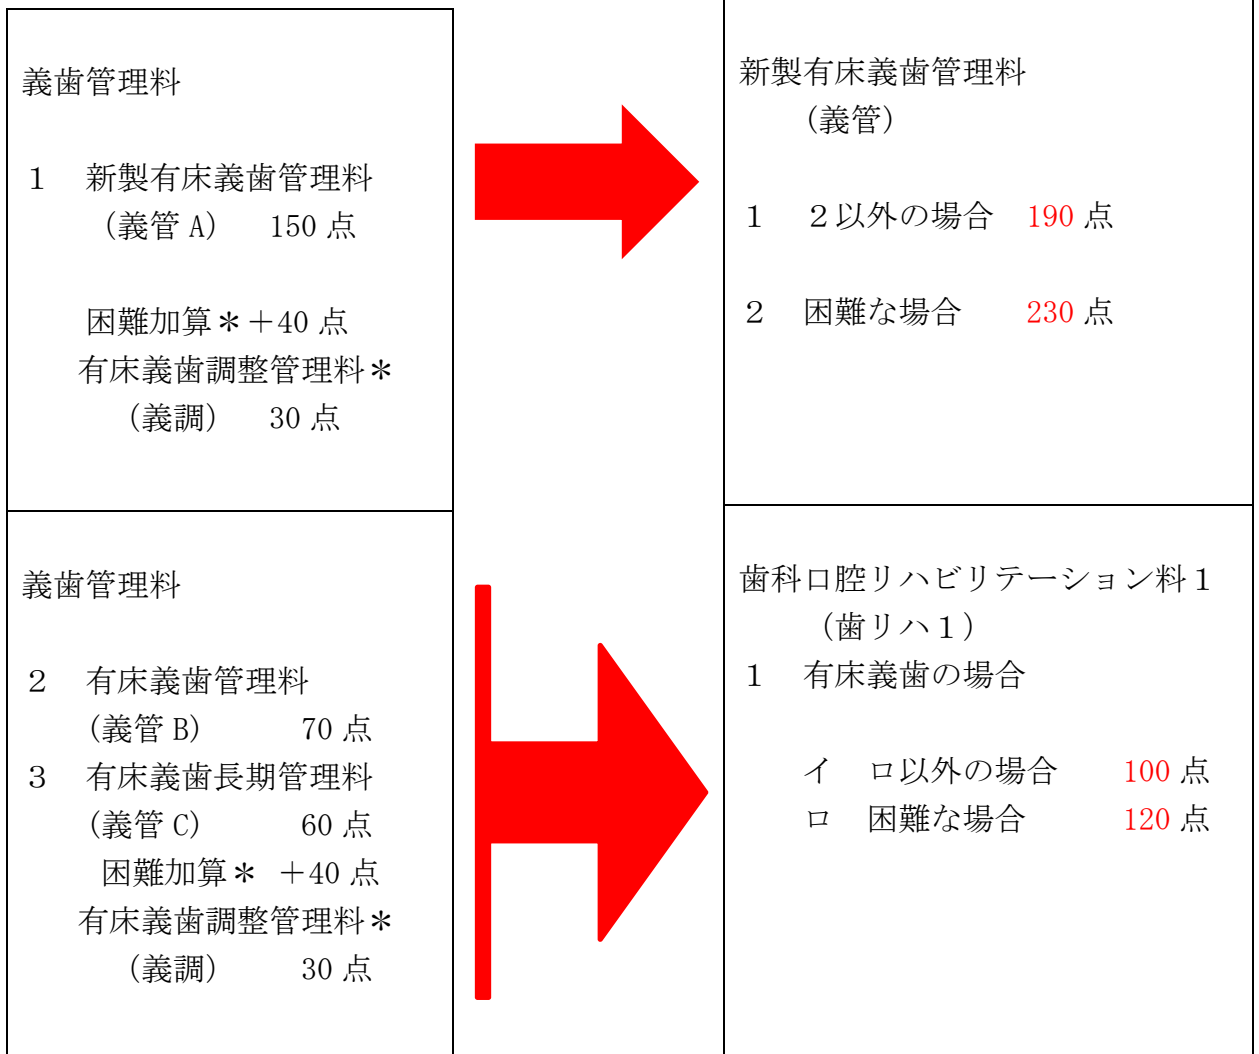 義歯管理料
１　新製有床義歯管理料
（義管 A）　150 点
困難加算＊＋40 点
有床義歯調整管理料＊
（義調）　30 点
新製有床義歯管理料
（義管）
１　２以外の場合　190 点
２　困難な場合　230 点
義歯管理料
２　有床義歯管理料
（義管 B）　70 点
３　有床義歯長期管理料
（義管 C）　60 点
困難加算＊　＋40 点
有床義歯調整管理料＊
（義調）　30 点
歯科口腔リハビリテーション料１
（歯リハ１）
１　有床義歯の場合
イ　ロ以外の場合　100 点
ロ　困難な場合　120 点